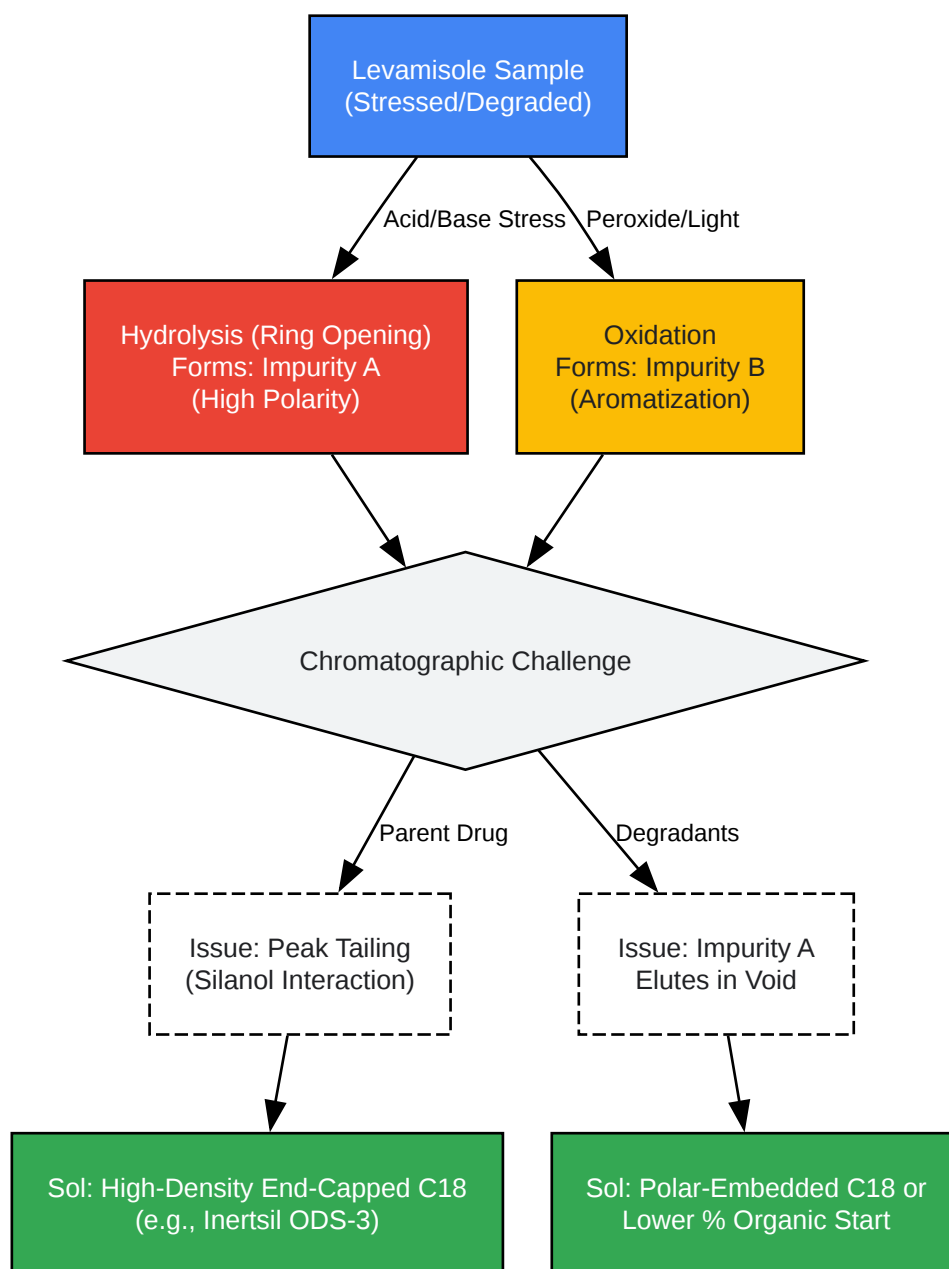 Levamisole Sample
(Stressed/Degraded)
Acid/Base Stress
Peroxide/Light
Hydrolysis (Ring Opening)
Forms: Impurity A
(High Polarity)
Oxidation
Forms: Impurity B
(Aromatization)
Chromatographic Challenge
Parent Drug
Degradants
Issue: Peak Tailing
(Silanol Interaction)
Issue: Impurity A
Elutes in Void
Sol: High-Density End-Capped C18
(e.g., Inertsil ODS-3)
Sol: Polar-Embedded C18 or
Lower % Organic Start